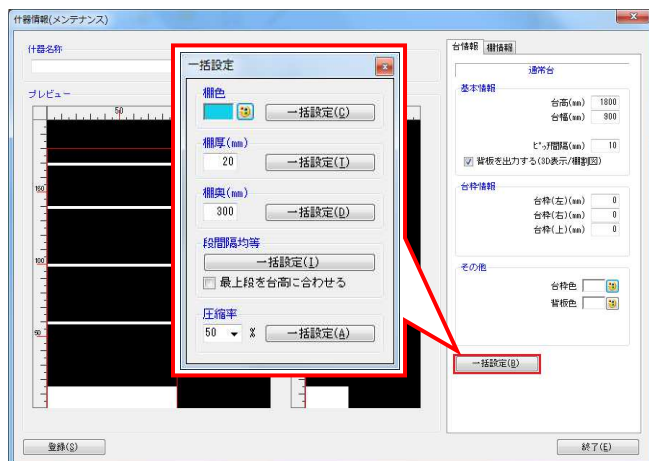 什器情報(メンテナンス)
什器名称
プレビュー
50
150
100
50
一括設定
棚色
一括設定(C)
棚厚(mm)
20
一括設定(T)
棚奥(mm)
300
一括設定(D)
段間隔均等
一括設定(I)
最上段を台高に合わせる
圧縮率
50 % 一括設定(A)
台情報 棚情報
通常台
基本情報
台高(mm) 1800
台幅(mm) 900
ピッチ間隔(mm) 10
背板を出力する(3D表示/棚割図)
台枠情報
台枠(左)(mm) 0
台枠(右)(mm) 0
台枠(上)(mm) 0
その他
台枠色
背板色
一括設定(B)
登録(S)
終了(E)